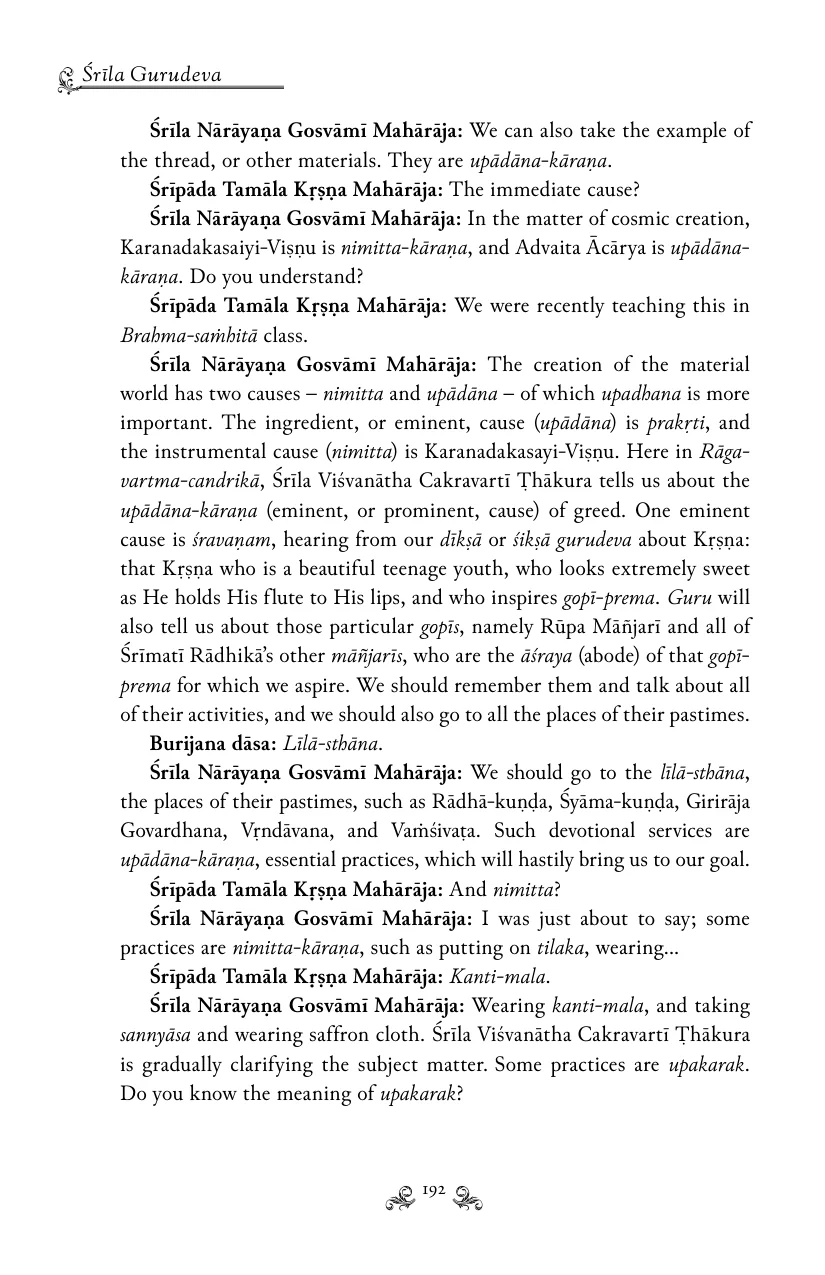 Śrīla Gurudeva
Śrīla Nārāyaṇa Gosvāmī Mahārāja: We can also take the example of
the thread, or other materials. They are upādāna-kāraṇa.
Śrīpāda Tamāla Kṛṣṇa Mahārāja: The immediate cause?
Śrīla Nārāyaṇa Gosvāmī Mahārāja: In the matter of cosmic creation,
Karanadakasaiyi-Viṣṇu is nimitta-kāraṇa, and Advaita Ācārya is upādāna-
kāraṇa. Do you understand?
Śrīpāda Tamāla Kṛṣṇa Mahārāja: We were recently teaching this in
Brahma-saṁhitā class.
Śrīla Nārāyaṇa Gosvāmī Mahārāja: The creation of the material
world has two causes – nimitta and upādāna – of which upadhana is more
important. The ingredient, or eminent, cause (upādāna) is prakṛti, and
the instrumental cause (nimitta) is Karanadakasayi-Viṣṇu. Here in Rāga-
vartma-candrikā, Śrīla Viśvanātha Cakravartī Ṭhākura tells us about the
upādāna-kāraṇa (eminent, or prominent, cause) of greed. One eminent
cause is śravaṇam, hearing from our dīkṣā or śikṣā gurudeva about Kṛṣṇa:
that Kṛṣṇa who is a beautiful teenage youth, who looks extremely sweet
as He holds His flute to His lips, and who inspires gopī-prema. Guru will
also tell us about those particular gopīs, namely Rūpa Māñjarī and all of
Śrīmatī Rādhikā’s other māñjarīs, who are the āśraya (abode) of that gopī-
prema for which we aspire. We should remember them and talk about all
of their activities, and we should also go to all the places of their pastimes.
Burijana dāsa: Līlā-sthāna.
Śrīla Nārāyaṇa Gosvāmī Mahārāja: We should go to the līlā-sthāna,
the places of their pastimes, such as Rādhā-kuṇḍa, Śyāma-kuṇḍa, Girirāja
Govardhana, Vṛndāvana, and Vaṁśivaṭa. Such devotional services are
upādāna-kāraṇa, essential practices, which will hastily bring us to our goal.
Śrīpāda Tamāla Kṛṣṇa Mahārāja: And nimitta?
Śrīla Nārāyaṇa Gosvāmī Mahārāja: I was just about to say; some
practices are nimitta-kāraṇa, such as putting on tilaka, wearing...
Śrīpāda Tamāla Kṛṣṇa Mahārāja: Kanti-mala.
Śrīla Nārāyaṇa Gosvāmī Mahārāja: Wearing kanti-mala, and taking
sannyāsa and wearing saffron cloth. Śrīla Viśvanātha Cakravartī Ṭhākura
is gradually clarifying the subject matter. Some practices are upakarak.
Do you know the meaning of upakarak?
192